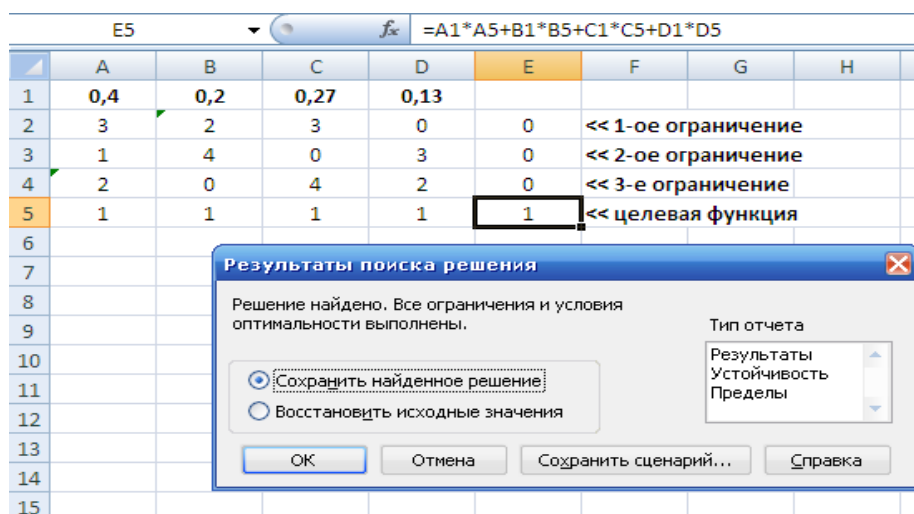 E5 fx =A1*A5+B1*B5+C1*C5+D1*D5
A B C D E F G H
1 0,4 0,2 0,27 0,13
2 3 2 3 0 0 << 1-ое ограничение
3 1 4 0 3 0 << 2-ое ограничение
4 2 0 4 2 0 << 3-е ограничение
5 1 1 1 1 1 << целевая функция
6
7
8
9
10
11
12
13
14
15
Результаты поиска решения
Решение найдено. Все ограничения и условия
оптимальности выполнены.
Тип отчета
Результаты
Устойчивость
Пределы
Сохранить найденное решение
Восстановить исходные значения
ОК Отмена Сохранить сценарий... Справка